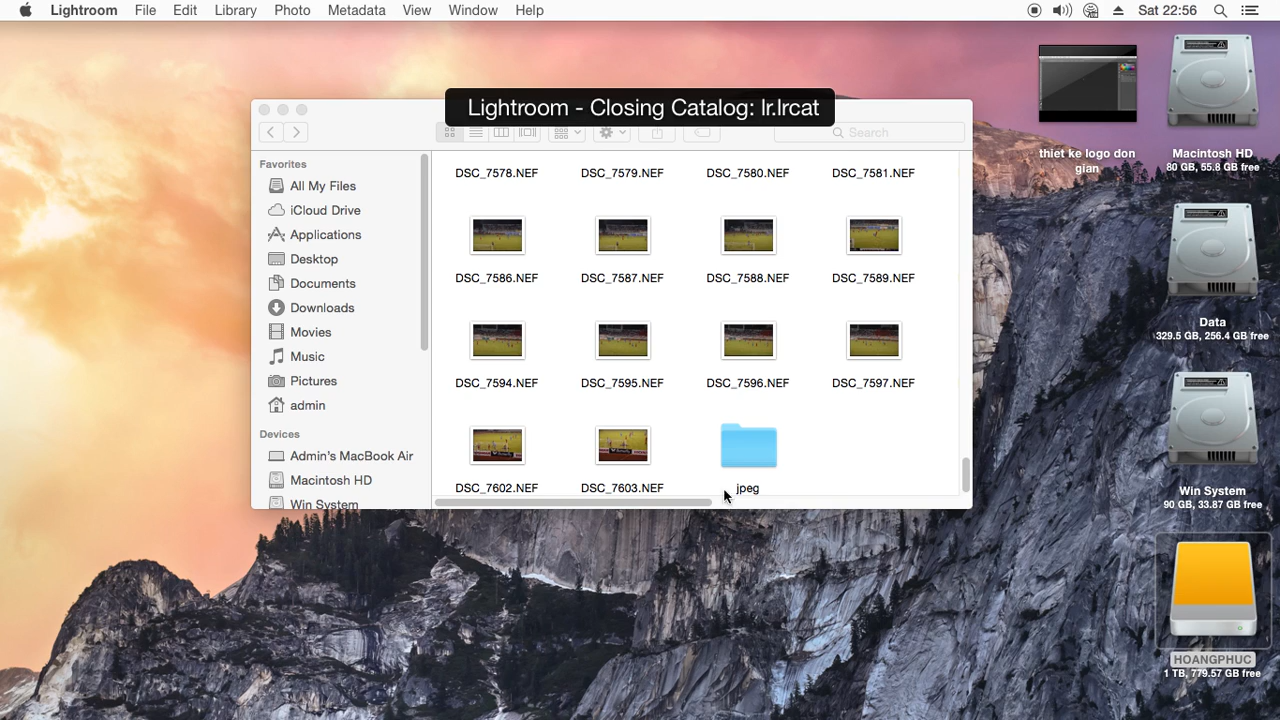 Lightroom File Edit Library Photo Metadata View Window Help Sat 22:56
Lightroom - Closing Catalog: lr.lrcat
Search
Favorites
All My Files
iCloud Drive
Applications
Desktop
Documents
Downloads
Movies
Music
Pictures
admin
Devices
Admin's MacBook Air
Macintosh HD
Win System
DSC_7578.NEF DSC_7579.NEF DSC_7580.NEF DSC_7581.NEF
DSC_7586.NEF DSC_7587.NEF DSC_7588.NEF DSC_7589.NEF
DSC_7594.NEF DSC_7595.NEF DSC_7596.NEF DSC_7597.NEF
DSC_7602.NEF DSC_7603.NEF jpeg
thiet ke logo don
gian
Macintosh HD
80 GB, 55.8 GB free
Data
329.5 GB, 256.4 GB free
Win System
90 GB, 33.87 GB free
HOANGPHUC
1 TB, 779.57 GB free